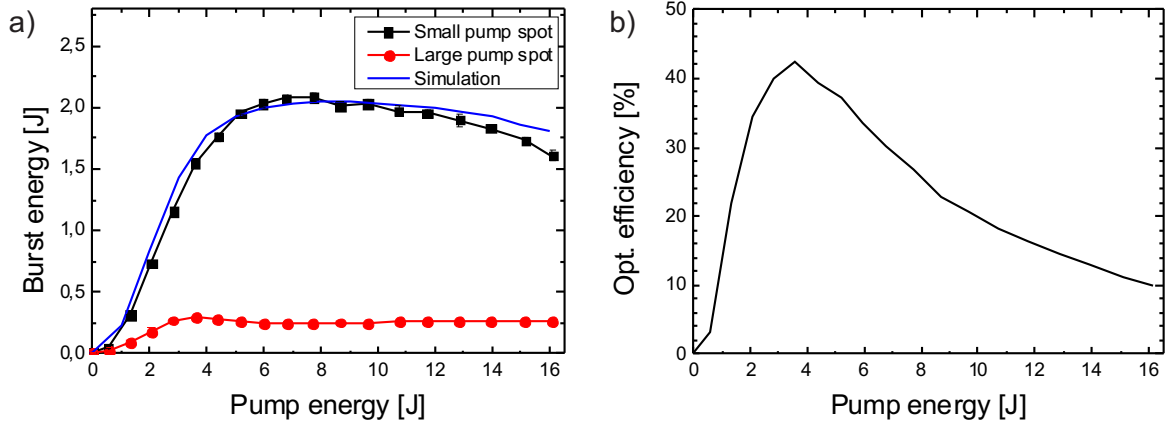 a)
Burst energy [J]
2,5
2,0
1,5
1,0
0,5
0,0
0 2 4 6 8 10 12 14 16
Pump energy [J]
Small pump spot
Large pump spot
Simulation
b)
Opt. efficiency [%]
50
40
30
20
10
0
0 2 4 6 8 10 12 14 16
Pump energy [J]